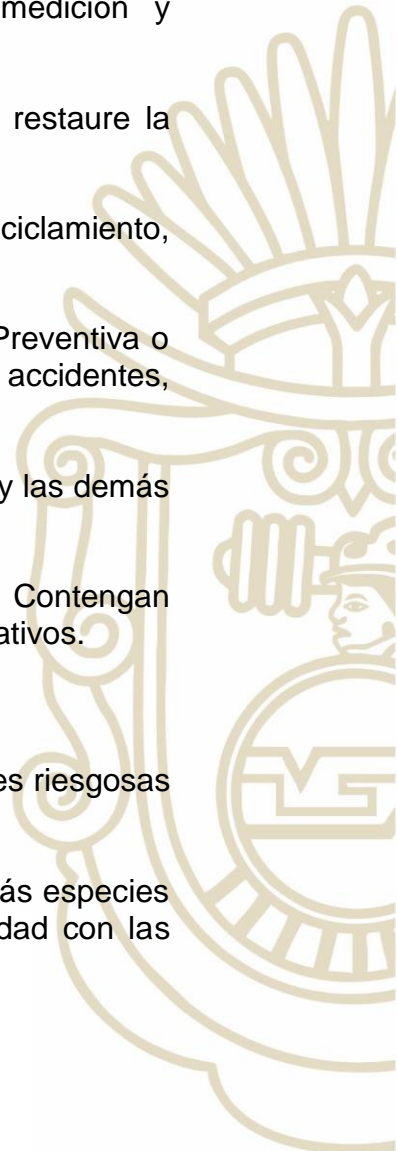 medición y
restaure la
ciclamiento,
Preventiva o
accidentes,
y las demás
Contengan
ativos.
es riesgosas
ás especies
dad con las